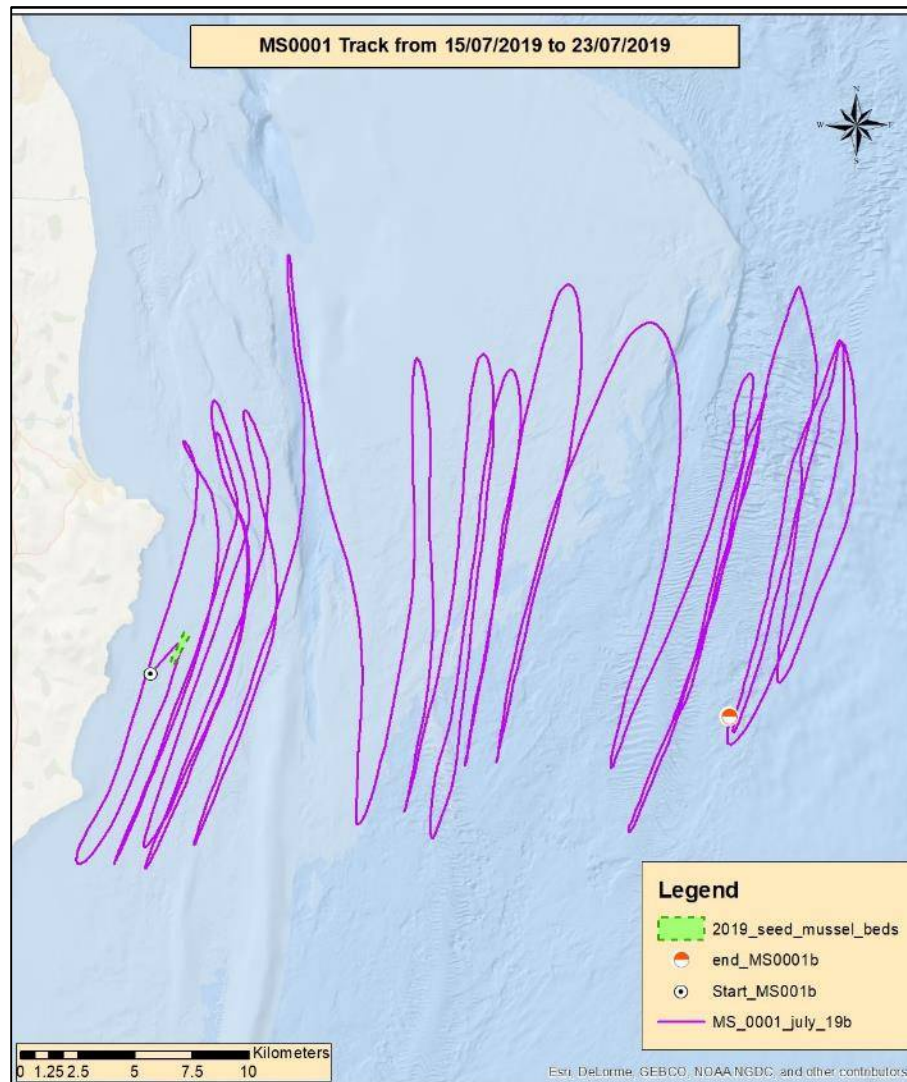 MS0001 Track from 15/07/2019 to 23/07/2019
N
W E
S
Legend
2019_seed_mussel_beds
end_MS0001b
Start_MS001b
MS_0001_july_19b
Kilometers
0 1.25 2.5 5 7.5 10
Esri, DeLorme, GEBCO, NOAA NGDC, and other contributors